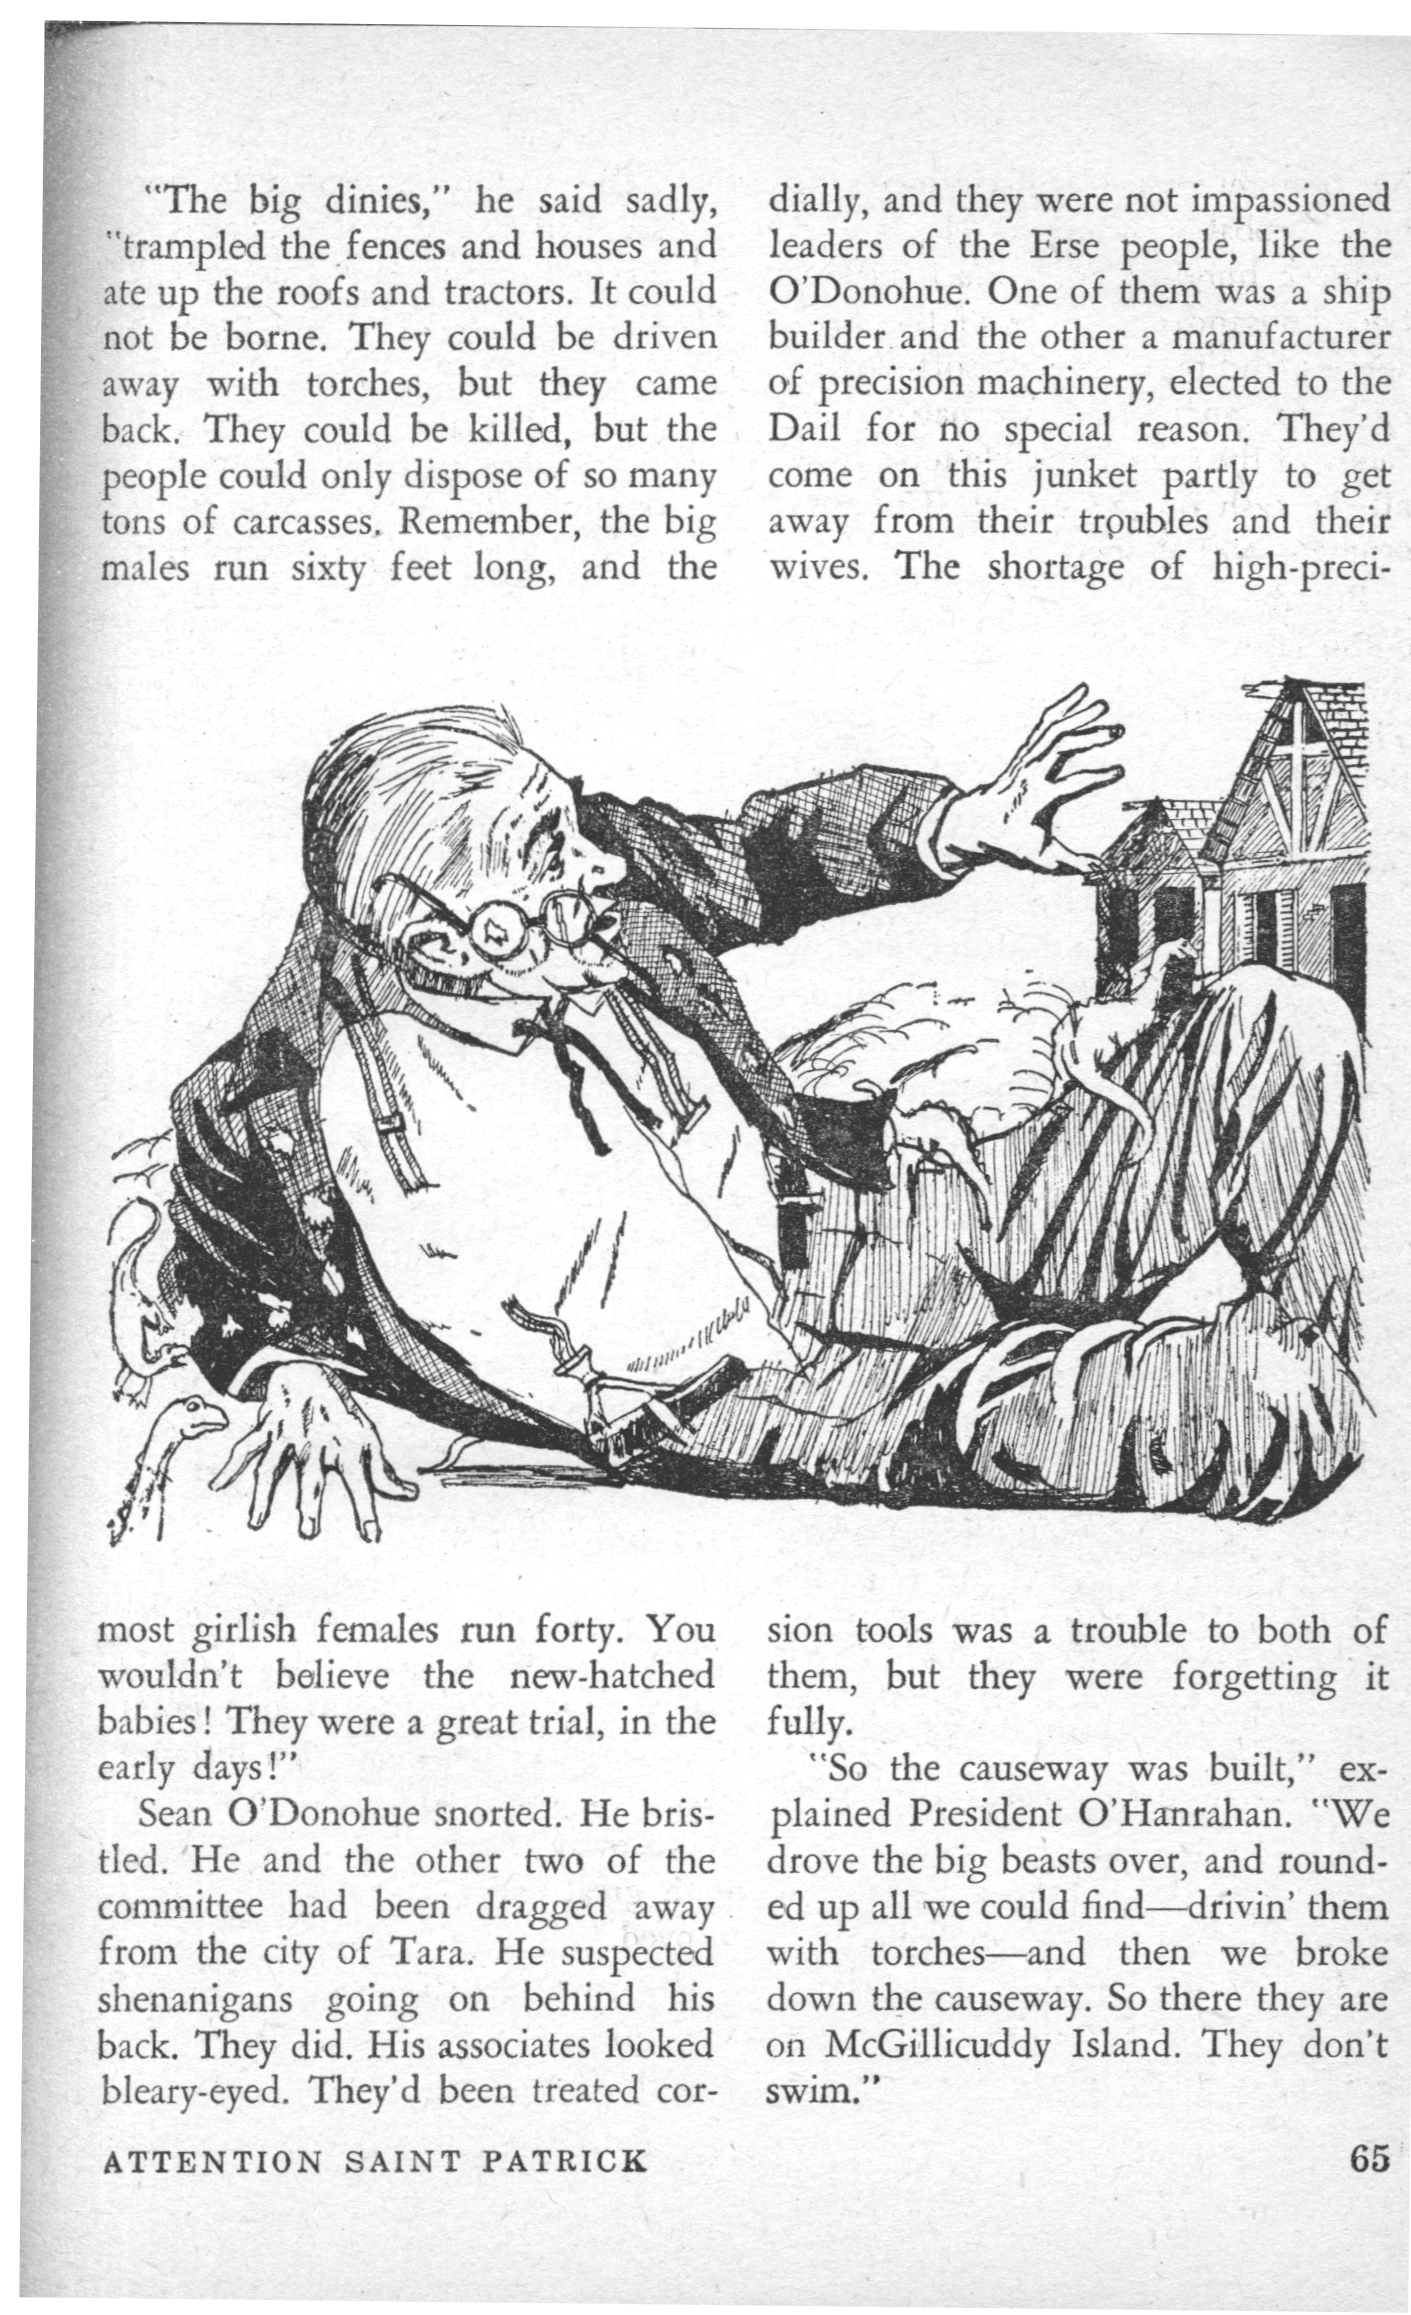 "The big dinies," he said sadly,
"trampled the fences and houses and
ate up the roofs and tractors. It could
not be borne. They could be driven
away with torches, but they came
back. They could be killed, but the
people could only dispose of so many
tons of carcasses. Remember, the big
males run sixty feet long, and the
most girlish females run forty. You
wouldn't believe the new-hatched
babies! They were a great trial, in the
early days!"
Sean O'Donohue snorted. He bris-
tled. He and the other two of the
committee had been dragged away
from the city of Tara. He suspected
shenanigans going on behind his
back. They did. His associates looked
bleary-eyed. They'd been treated cor-
dially, and they were not impassioned
leaders of the Erse people, like the
O'Donohue. One of them was a ship
builder and the other a manufacturer
of precision machinery, elected to the
Dail for no special reason. They'd
come on this junket partly to get
away from their troubles and their
wives. The shortage of high-preci-
sion tools was a trouble to both of
them, but they were forgetting it
fully.
"So the causeway was built," ex-
plained President O'Hanrahan. "We
drove the big beasts over, and round-
ed up all we could find—drivin' them
with torches—and then we broke
down the causeway. So there they are
on McGillicuddy Island. They don't
swim."
ATTENTION SAINT PATRICK
65